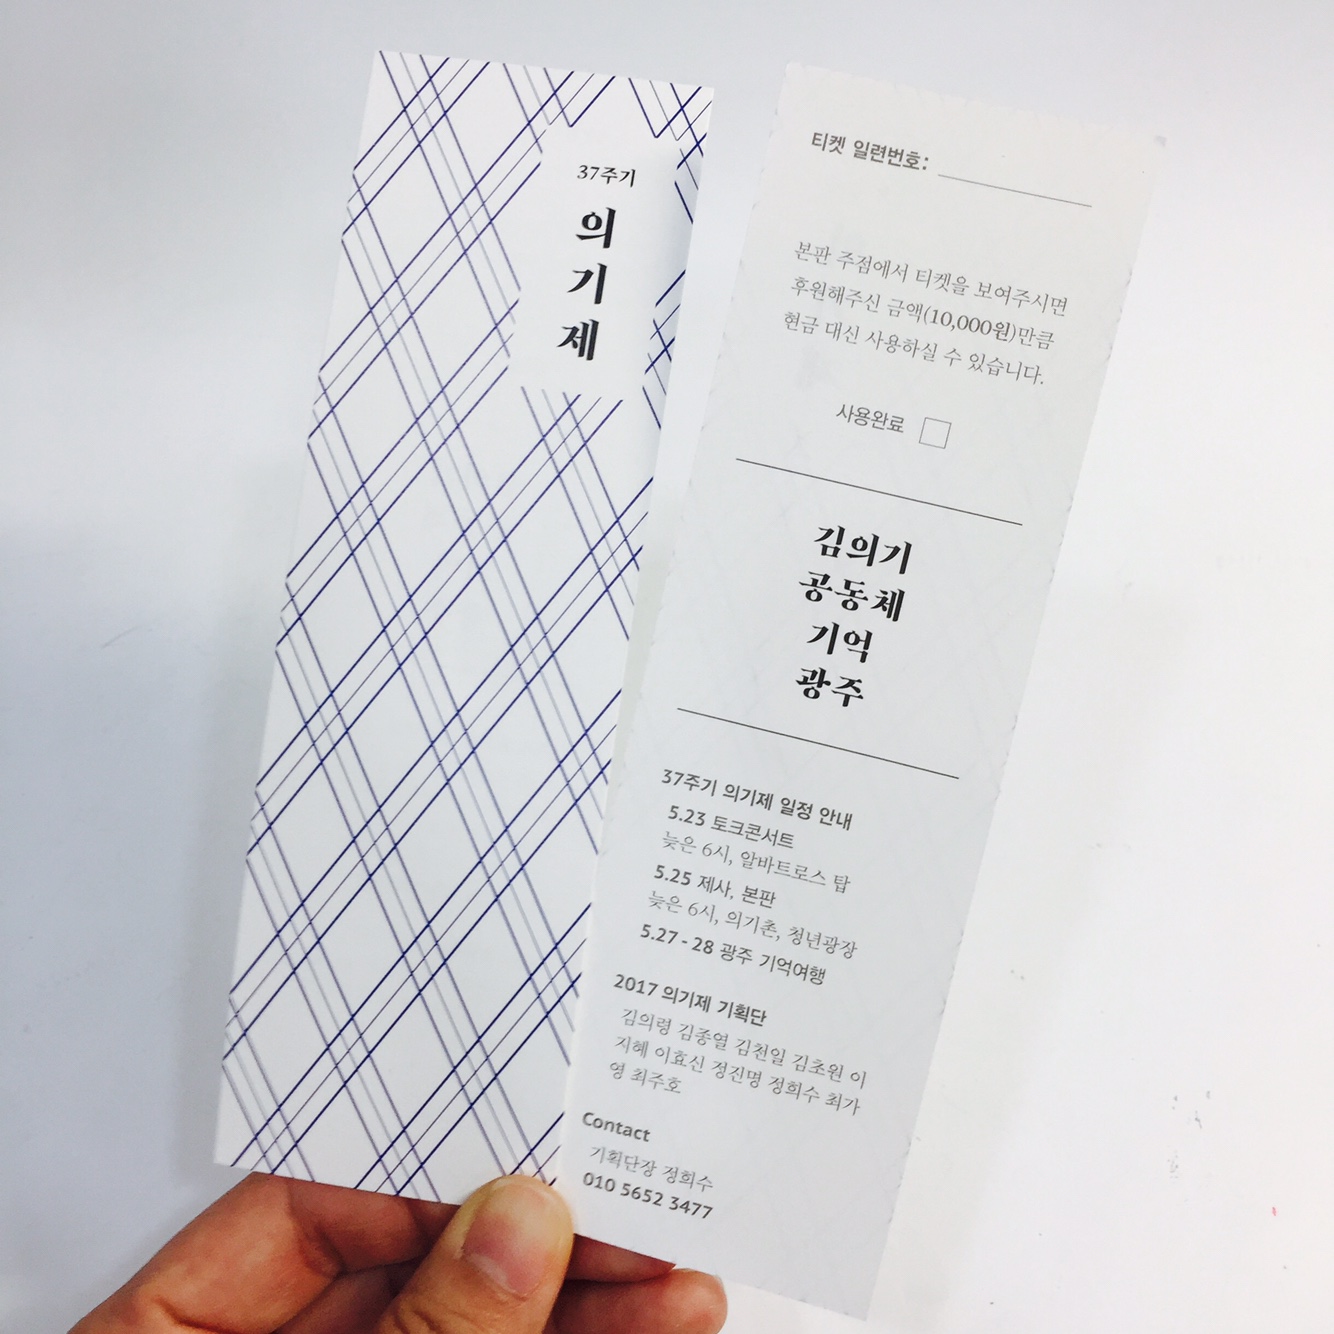 37주기
의
기
제
티켓 일련번호:
본판 주점에서 티켓을 보여주시면
후원해주신 금액(10,000원)만큼
현금 대신 사용하실 수 있습니다.
사용완료
김의기
공동체
기억
광주
37주기 의기제 일정 안내
5.23 토크콘서트
늦은 6시, 알바트로스 탑
5.25 제사, 본판
늦은 6시, 의기촌, 청년광장
5.27 - 28 광주 기억여행
2017 의기제 기획단
김의령 김종열 김천일 김초원 이
지혜 이효신 정진명 정희수 최가
영 최주호
Contact
기획단장 정희수
010 5652 3477